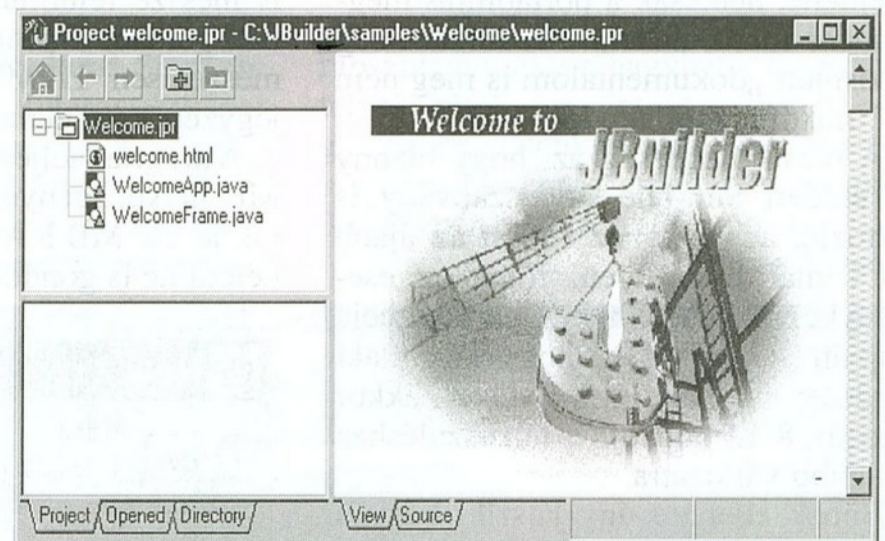 Project welcome.jpr - C:\JBuilder\samples\Welcome\welcome.jpr
Welcome.jpr
welcome.html
WelcomeApp.java
WelcomeFrame.java
Welcome to
JBuilder
Project
Opened
Directory
View
Source